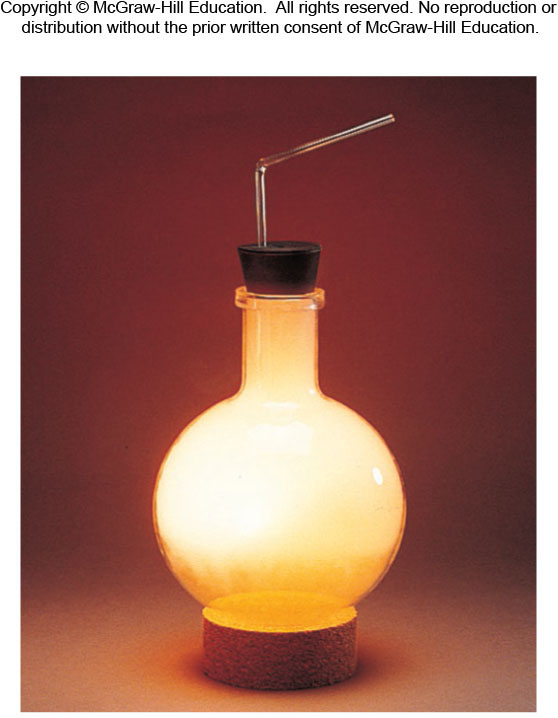 Copyright © McGraw-Hill Education.  All rights reserved. No reproduction or
distribution without the prior written consent of McGraw-Hill Education.